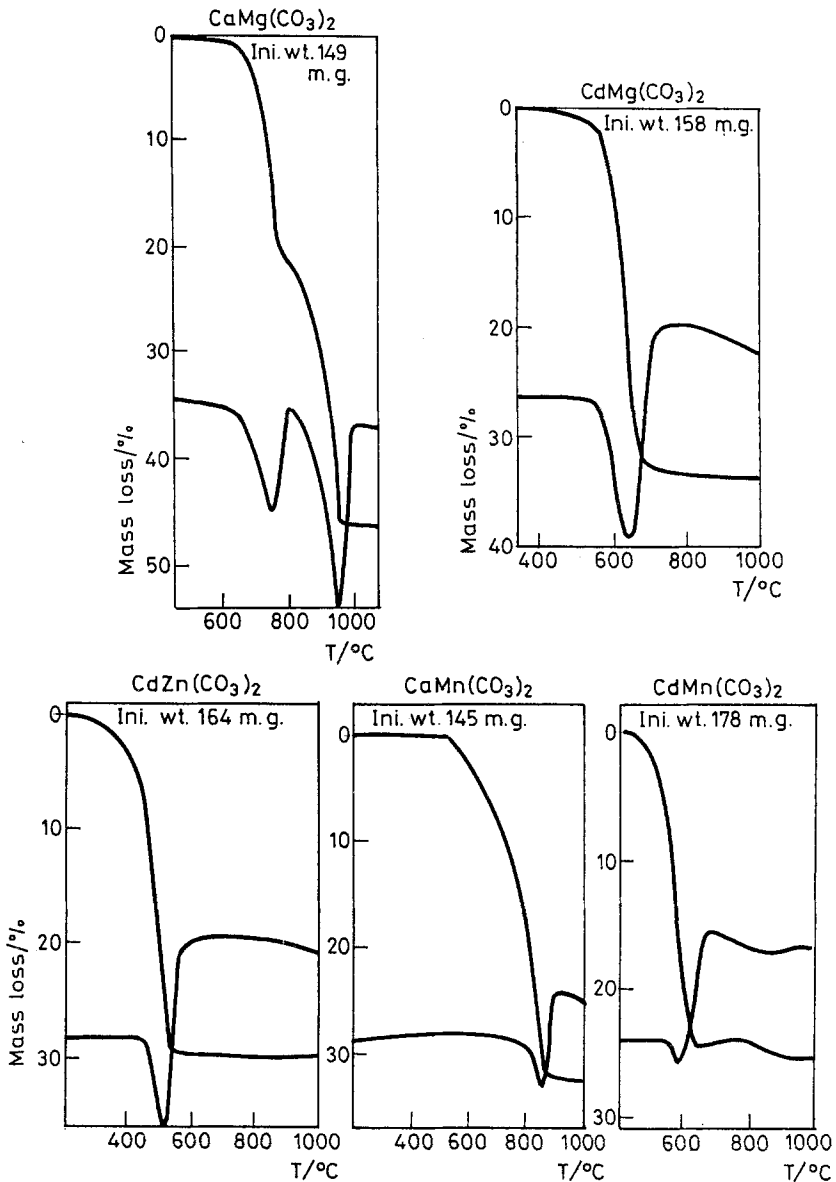 CaMg(CO₃)₂
Ini. wt. 149
m.g.
0
10
20
30
40
50
Mass loss/%
600 800 1000
T/°C
CdMg(CO₃)₂
Ini. wt. 158 m.g.
0
10
20
30
40
Mass loss/%
400 600 800 1000
T/°C
CdZn(CO₃)₂
Ini. wt. 164 m.g.
0
10
20
30
Mass loss/%
400 600 800 1000
T/°C
CaMn(CO₃)₂
Ini. wt. 145 m.g.
0
10
20
30
400 600 800 1000
T/°C
CdMn(CO₃)₂
Ini. wt. 178 m.g.
0
10
20
30
600 800 1000
T/°C